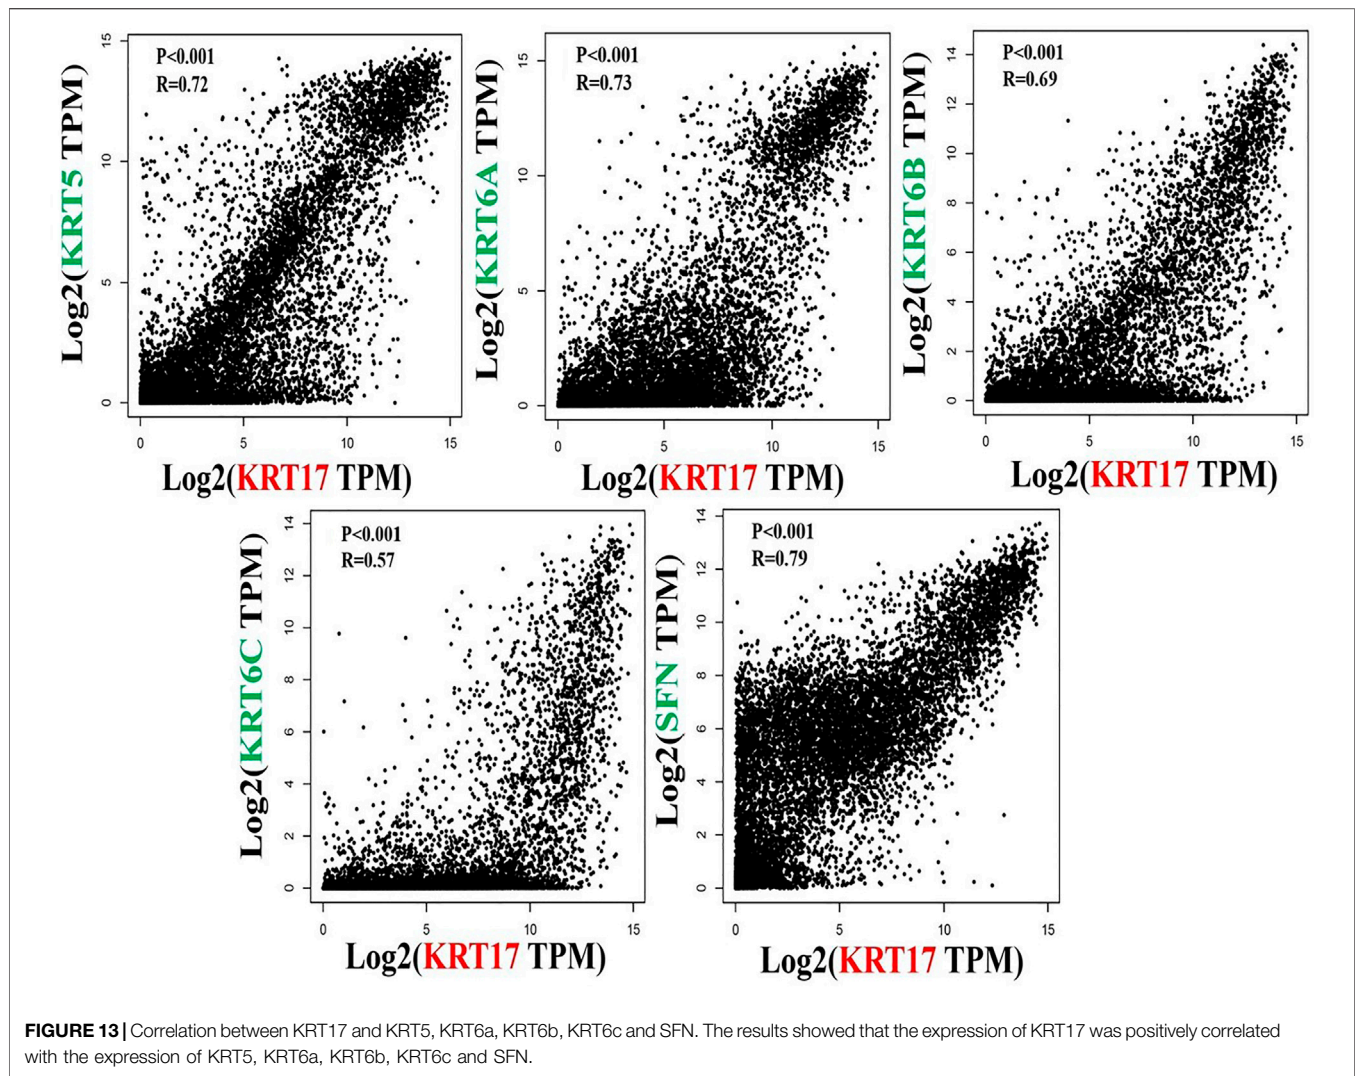 P<0.001
R=0.72
Log2(KRT5 TPM)
15
10
5
0
0 5 10 15
Log2(KRT17 TPM)
P<0.001
R=0.73
Log2(KRT6A TPM)
15
10
5
0
0 5 10 15
Log2(KRT17 TPM)
P<0.001
R=0.69
Log2(KRT6B TPM)
14
12
10
8
6
4
2
0
0 5 10 15
Log2(KRT17 TPM)
P<0.001
R=0.57
Log2(KRT6C TPM)
14
12
10
8
6
4
2
0
0 5 10 15
Log2(KRT17 TPM)
P<0.001
R=0.79
Log2(SFN TPM)
14
12
10
8
6
4
2
0
0 5 10 15
Log2(KRT17 TPM)
FIGURE 13 | Correlation between KRT17 and KRT5, KRT6a, KRT6b, KRT6c and SFN. The results showed that the expression of KRT17 was positively correlated
with the expression of KRT5, KRT6a, KRT6b, KRT6c and SFN.